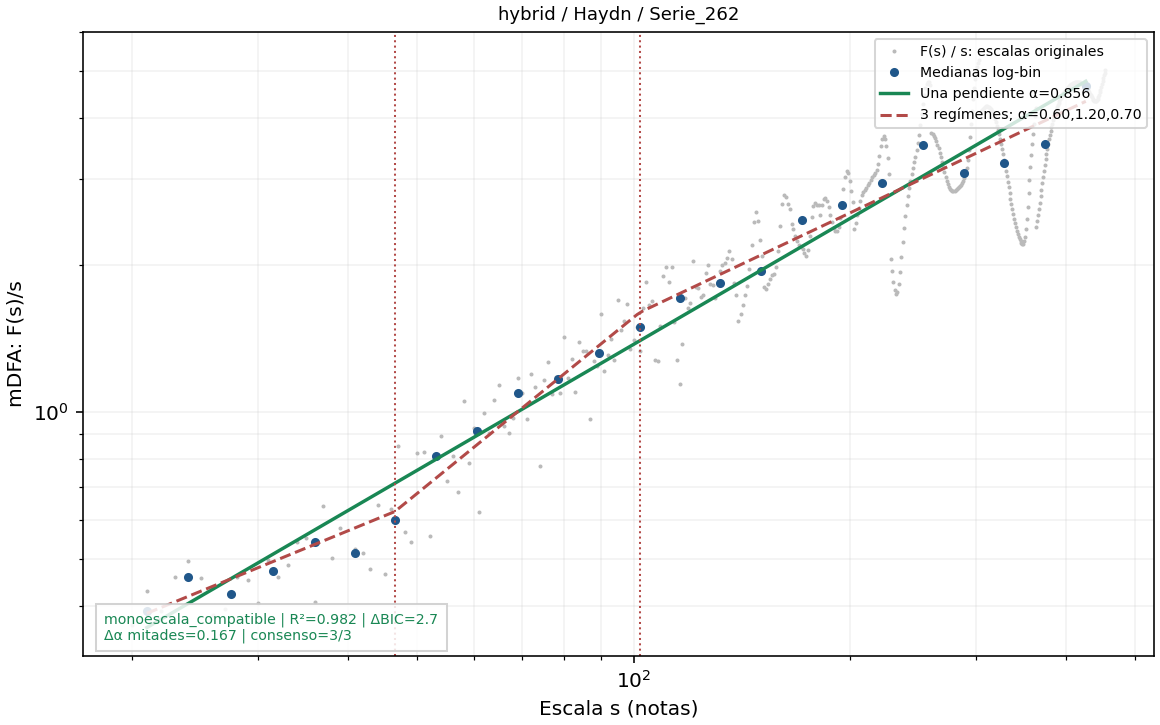 hybrid / Haydn / Serie_262
F(s) / s: escalas originales
Medianas log-bin
Una pendiente α=0.856
3 regímenes; α=0.60,1.20,0.70
mDFA: F(s)/s
10⁰
monoescala_compatible | R²=0.982 | ΔBIC=2.7
Δα mitades=0.167 | consenso=3/3
10²
Escala s (notas)